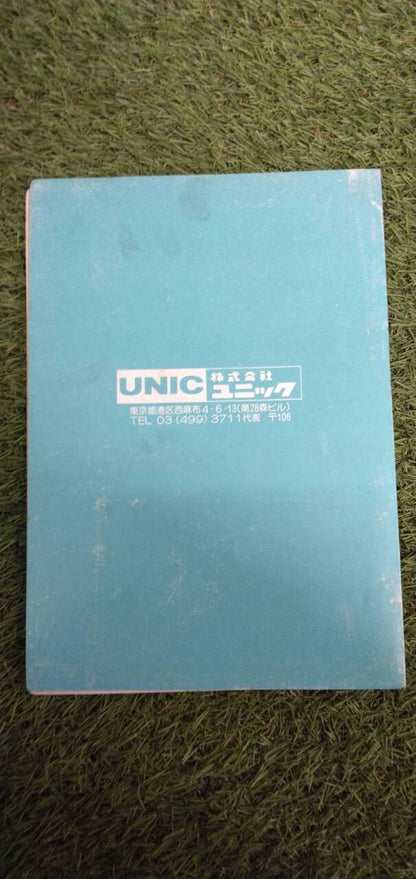 UNIC 株式会社
ユニック
東京都港区西麻布4-6-13(第28森ビル)
TEL 03 (499) 3711代表 〒106